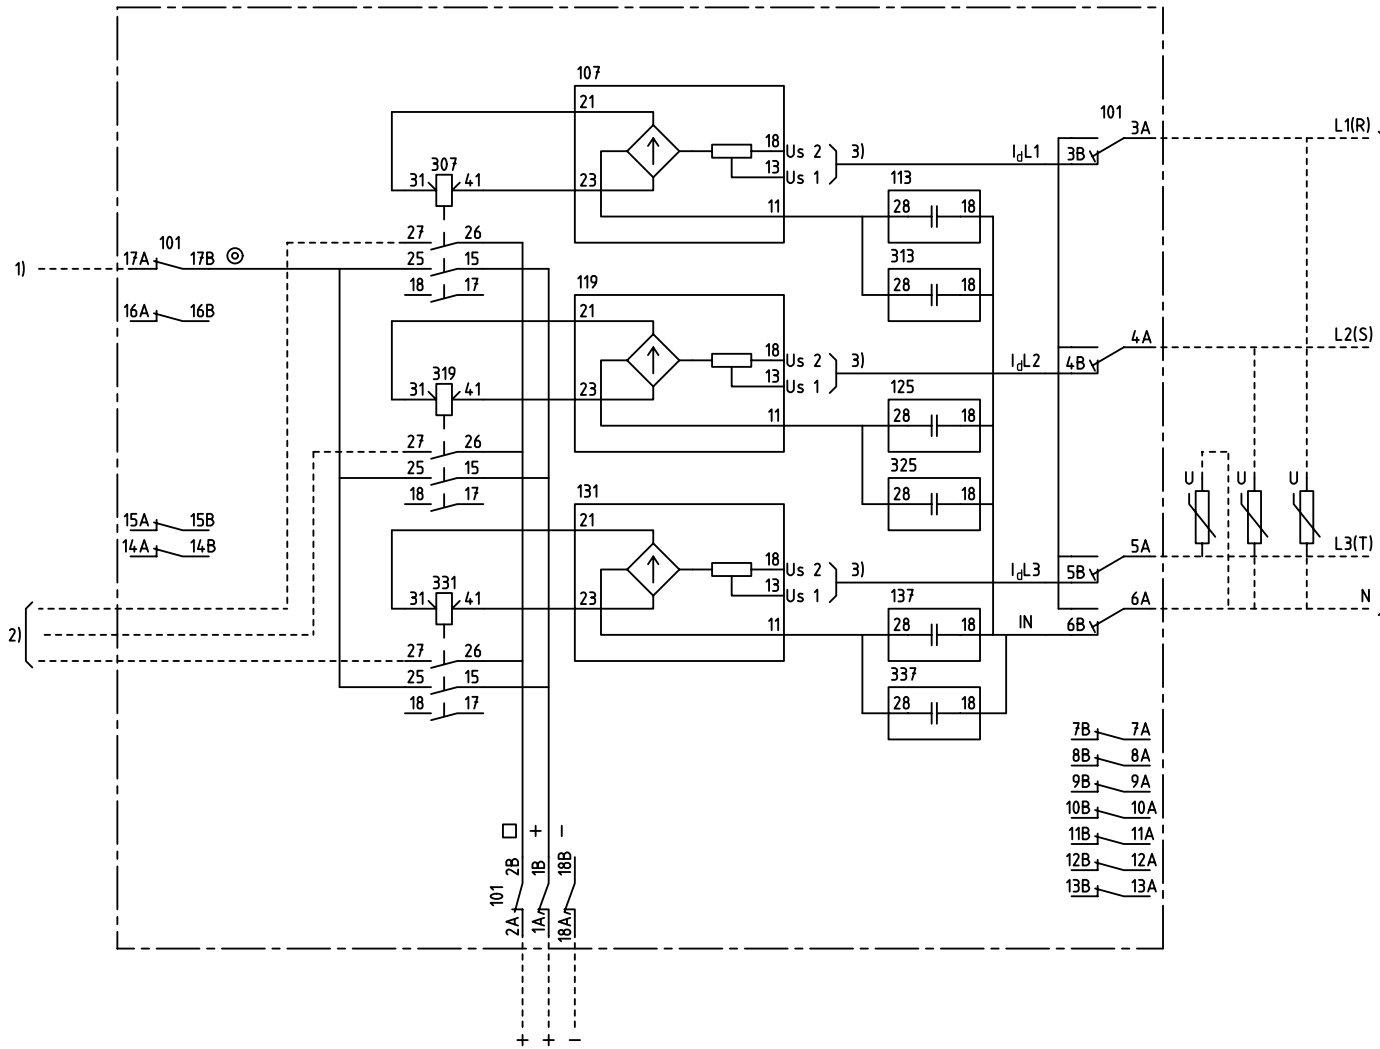 107
21
101
3A
L1(R)
18
Us 2
3)
IdL1
3B
13
Us 1
307
31
41
23
113
11
28
18
27
26
101
17A
17B
1)
25
15
313
18
17
28
18
119
16A
16B
21
4A
L2(S)
18
Us 2
3)
IdL2
4B
13
Us 1
319
31
41
23
125
11
28
18
27
26
25
15
325
18
17
28
18
U
U
U
131
15A
15B
21
14A
14B
5A
L3(T)
18
Us 2
3)
IdL3
5B
13
Us 1
331
31
41
23
137
6A
N
11
28
18
IN
6B
2)
27
26
25
15
337
18
17
28
18
7B
7A
8B
8A
9B
9A
10B
10A
11B
11A
12B
12A
13B
13A
+
−
2B
1B
18B
101
2A
1A
18A
+
+
−